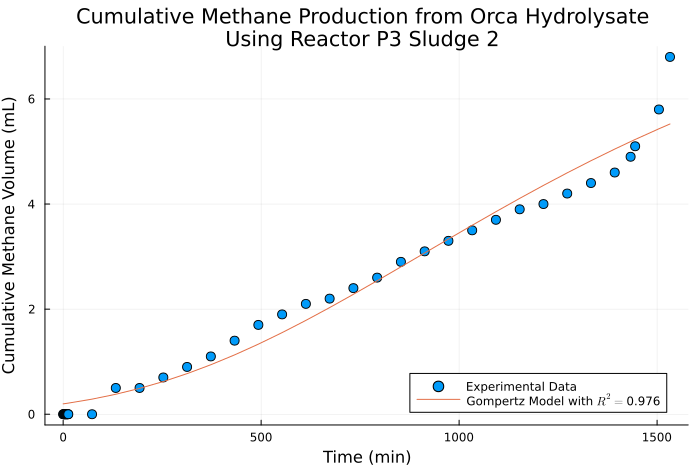 Cumulative Methane Production from Orca Hydrolysate
Using Reactor P3 Sludge 2
Cumulative Methane Volume (mL)
6
4
2
0
0
500
1000
1500
Time (min)
Experimental Data
Gompertz Model with R² = 0.976